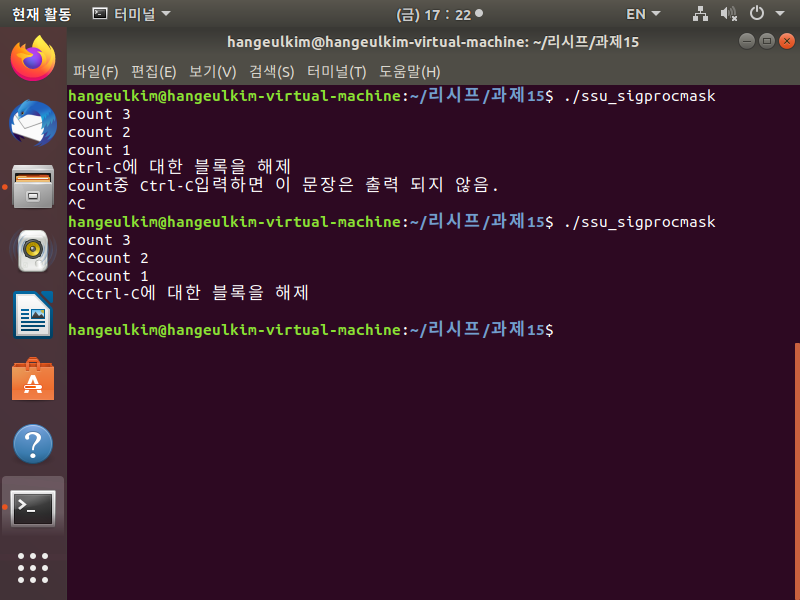 현재 활동 터미널 (금) 17 : 22 EN
hangeulkim@hangeulkim-virtual-machine: ~/리시프/과제15
파일(F) 편집(E) 보기(V) 검색(S) 터미널(T) 도움말(H)
hangeulkim@hangeulkim-virtual-machine:~/리시프/과제15$ ./ssu_sigprocmask
count 3
count 2
count 1
Ctrl-C에 대한 블록을 해제
count중 Ctrl-C입력하면 이 문장은 출력 되지 않음.
^C
hangeulkim@hangeulkim-virtual-machine:~/리시프/과제15$ ./ssu_sigprocmask
count 3
^Ccount 2
^Ccount 1
^CCtrl-C에 대한 블록을 해제
hangeulkim@hangeulkim-virtual-machine:~/리시프/과제15$